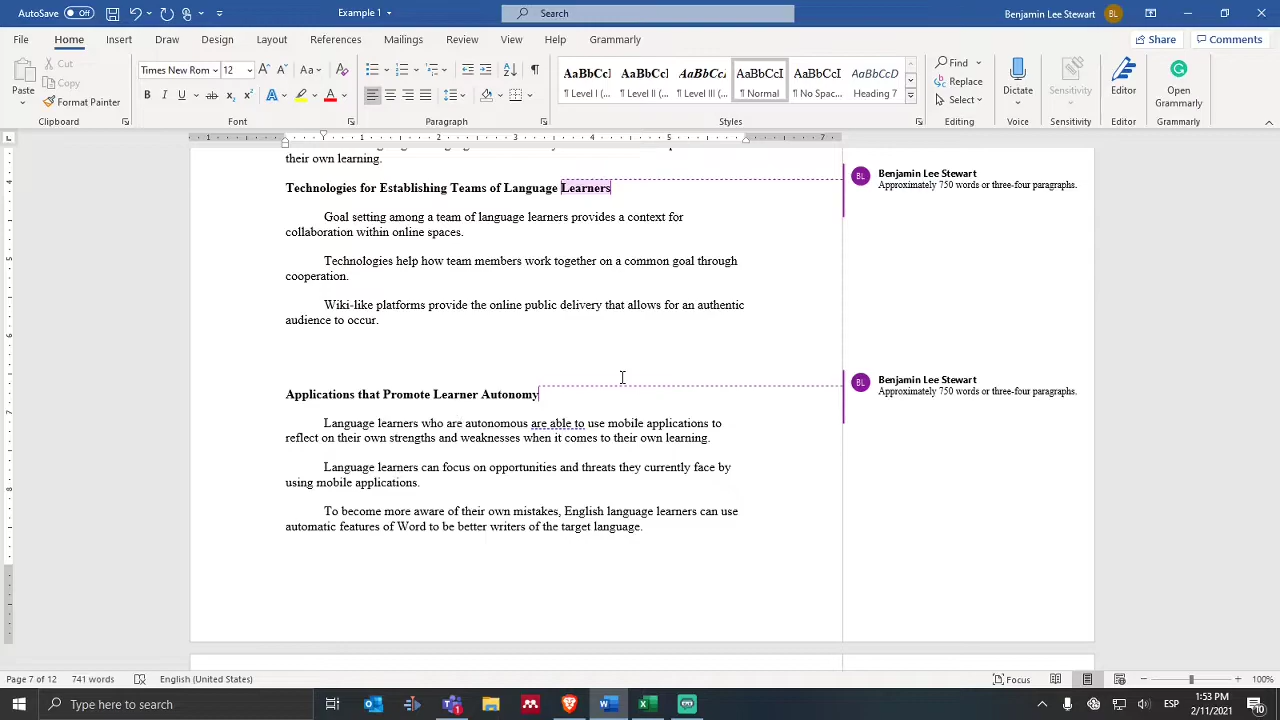 AutoSave Off Example 1 Search Benjamin Lee Stewart BL
File Home Insert Draw Design Layout References Mailings Review View Help Grammarly Share Comments
Paste Cut Copy Format Painter Clipboard
Times New Rom 12 Aa Font
Paragraph
AaBbCcI ¶ Level I (... AaBbCcI ¶ Level II (... AaBbCcI ¶ Level III (... AaBbCcI ¶ Normal AaBbCcI ¶ No Spac... AaBbCcD Heading 7 Styles
Find Replace Select Editing
Dictate Voice
Sensitivity Sensitivity
Editor Editor
Open Grammarly Grammarly
their own learning.
Technologies for Establishing Teams of Language Learners
Goal setting among a team of language learners provides a context for
collaboration within online spaces.
Technologies help how team members work together on a common goal through
cooperation.
Wiki-like platforms provide the online public delivery that allows for an authentic
audience to occur.
Applications that Promote Learner Autonomy
Language learners who are autonomous are able to use mobile applications to
reflect on their own strengths and weaknesses when it comes to their own learning.
Language learners can focus on opportunities and threats they currently face by
using mobile applications.
To become more aware of their own mistakes, English language learners can use
automatic features of Word to be better writers of the target language.
BL Benjamin Lee Stewart
Approximately 750 words or three-four paragraphs.
BL Benjamin Lee Stewart
Approximately 750 words or three-four paragraphs.
Page 7 of 12 741 words English (United States) Focus 100%
Type here to search ESP 1:53 PM
2/11/2021